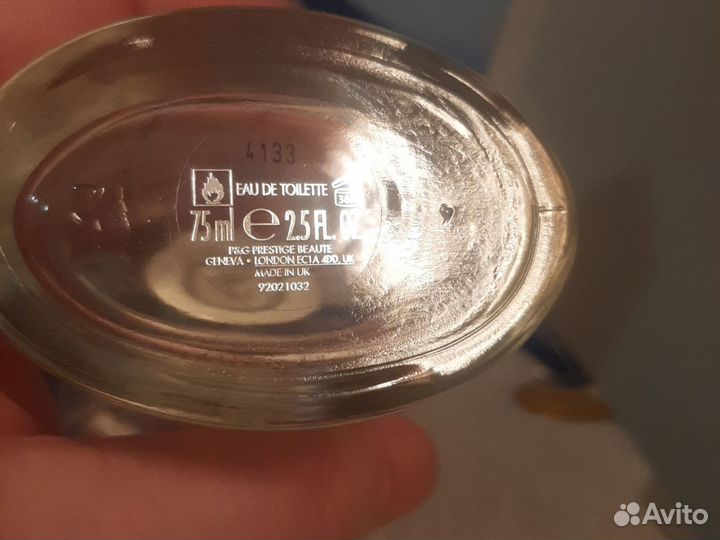 4133
EAU DE TOILETTE 36M
75ml e 2.5 FL. OZ
P&G PRESTIGE BEAUTE
GENEVA • LONDON EC1A 4DD, UK
MADE IN UK
92021032
Avito